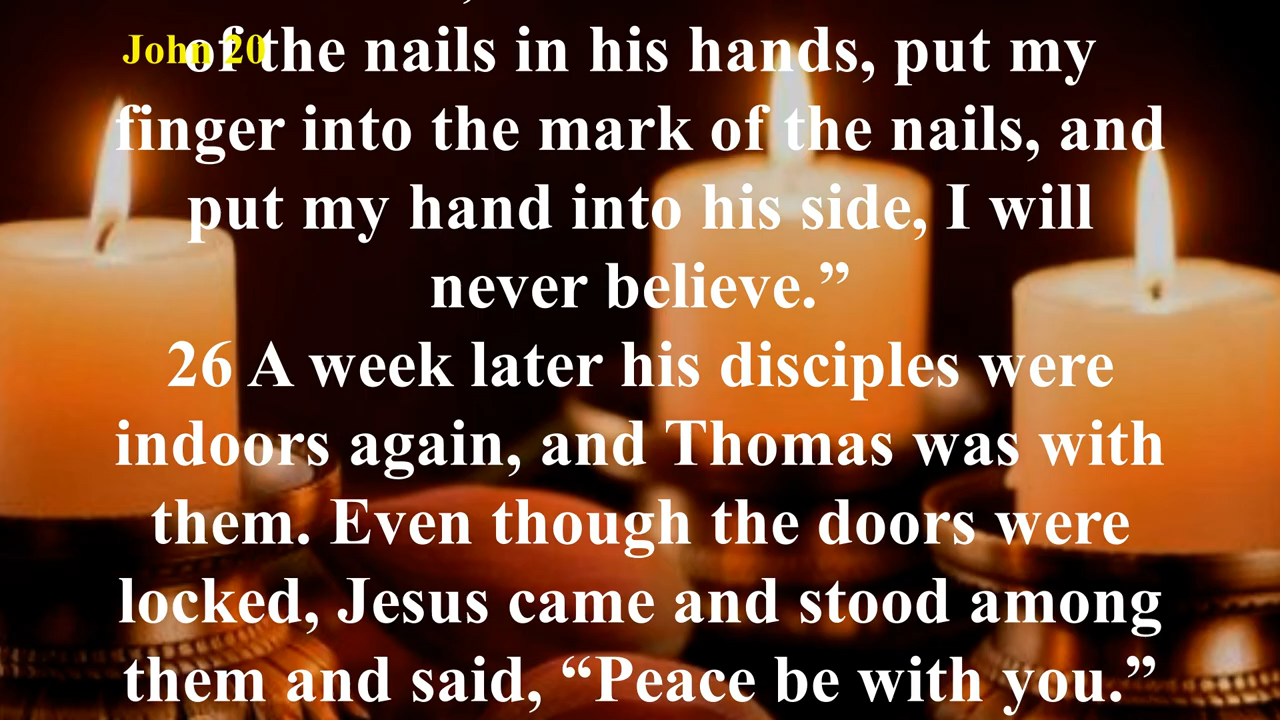 John 20
of the nails in his hands, put my
finger into the mark of the nails, and
put my hand into his side, I will
never believe.”
26 A week later his disciples were
indoors again, and Thomas was with
them. Even though the doors were
locked, Jesus came and stood among
them and said, “Peace be with you.”